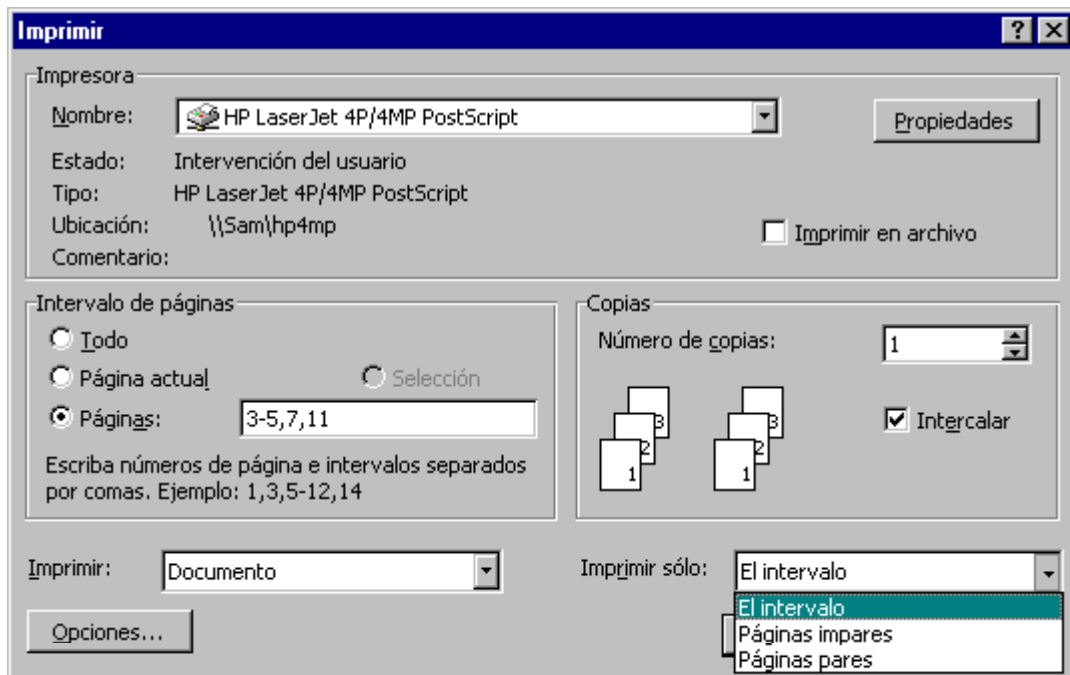 Imprimir
Impresora
Nombre: HP LaserJet 4P/4MP PostScript Propiedades
Estado: Intervención del usuario
Tipo: HP LaserJet 4P/4MP PostScript
Ubicación: \\Sam\hp4mp
Imprimir en archivo
Comentario:
Intervalo de páginas
Todo
Página actual Selección
Páginas: 3-5,7,11
Escriba números de página e intervalos separados
por comas. Ejemplo: 1,3,5-12,14
Copias
Número de copias: 1
3 3
2 2
1 1
Intercalar
Imprimir: Documento
Imprimir sólo: El intervalo
El intervalo
Páginas impares
Páginas pares
Opciones...